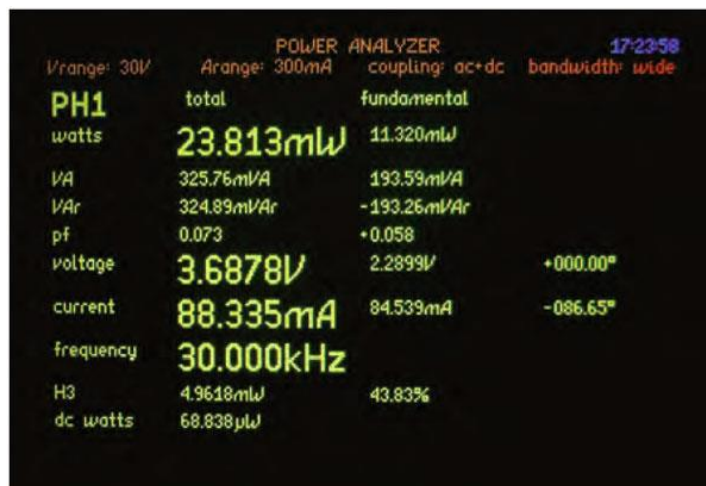 POWER ANALYZER 17:23:58
Vrange: 30V Arange: 300mA coupling: ac+dc bandwidth: wide
PH1 total fundamental
watts 23.813mW 11.320mW
VA 325.76mVA 193.59mVA
VAr 324.89mVAr -193.26mVAr
pf 0.073 +0.058
voltage 3.6878V 2.2899V +000.00°
current 88.335mA 84.539mA -086.65°
frequency 30.000kHz
H3 4.9618mW 43.83%
dc watts 68.838µW